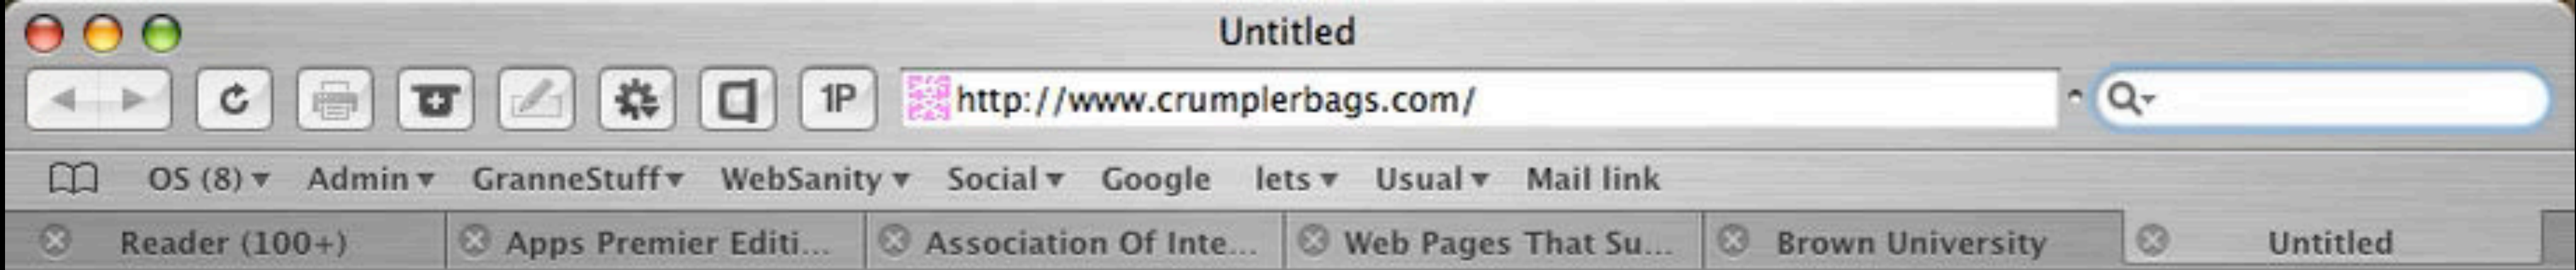 Untitled
1P http://www.crumplerbags.com/
OS (8) Admin GranneStuff WebSanity Social Google lets Usual Mail link
Reader (100+) Apps Premier Editi... Association Of Inte... Web Pages That Su... Brown University Untitled